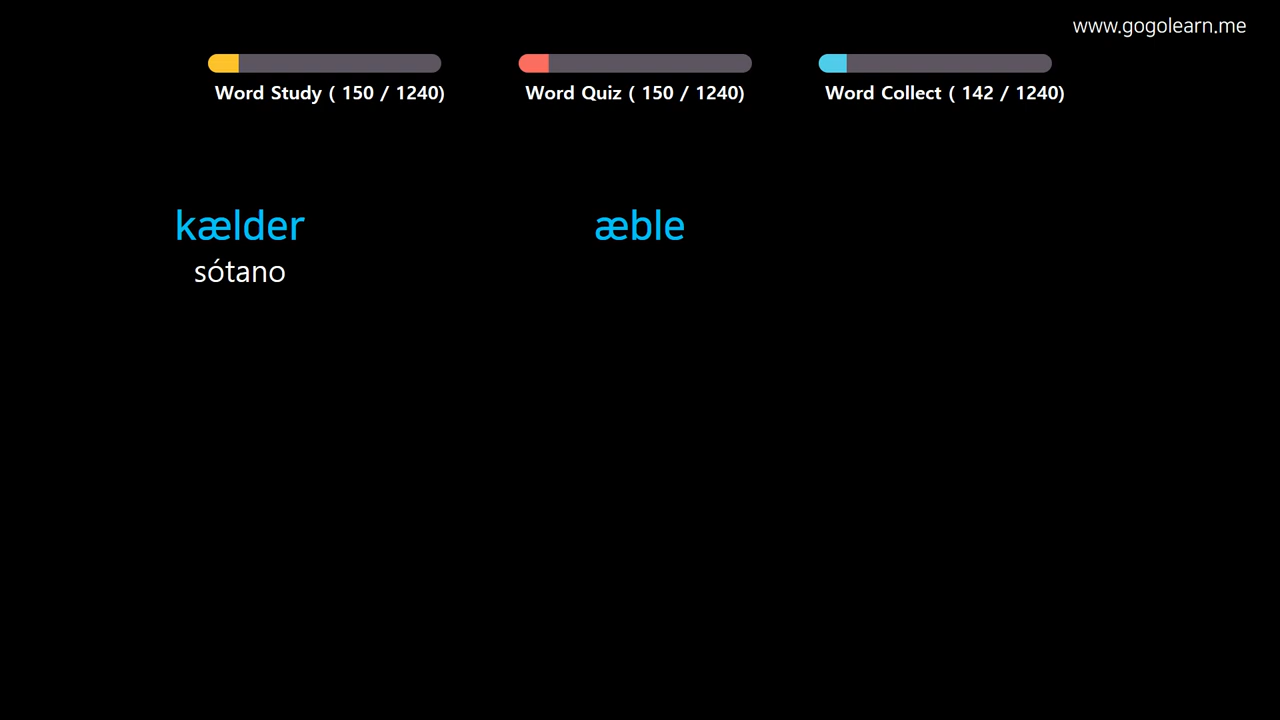 www.gogolearn.me
Word Study ( 150 / 1240)
Word Quiz ( 150 / 1240)
Word Collect ( 142 / 1240)
kælder
sótano
æble